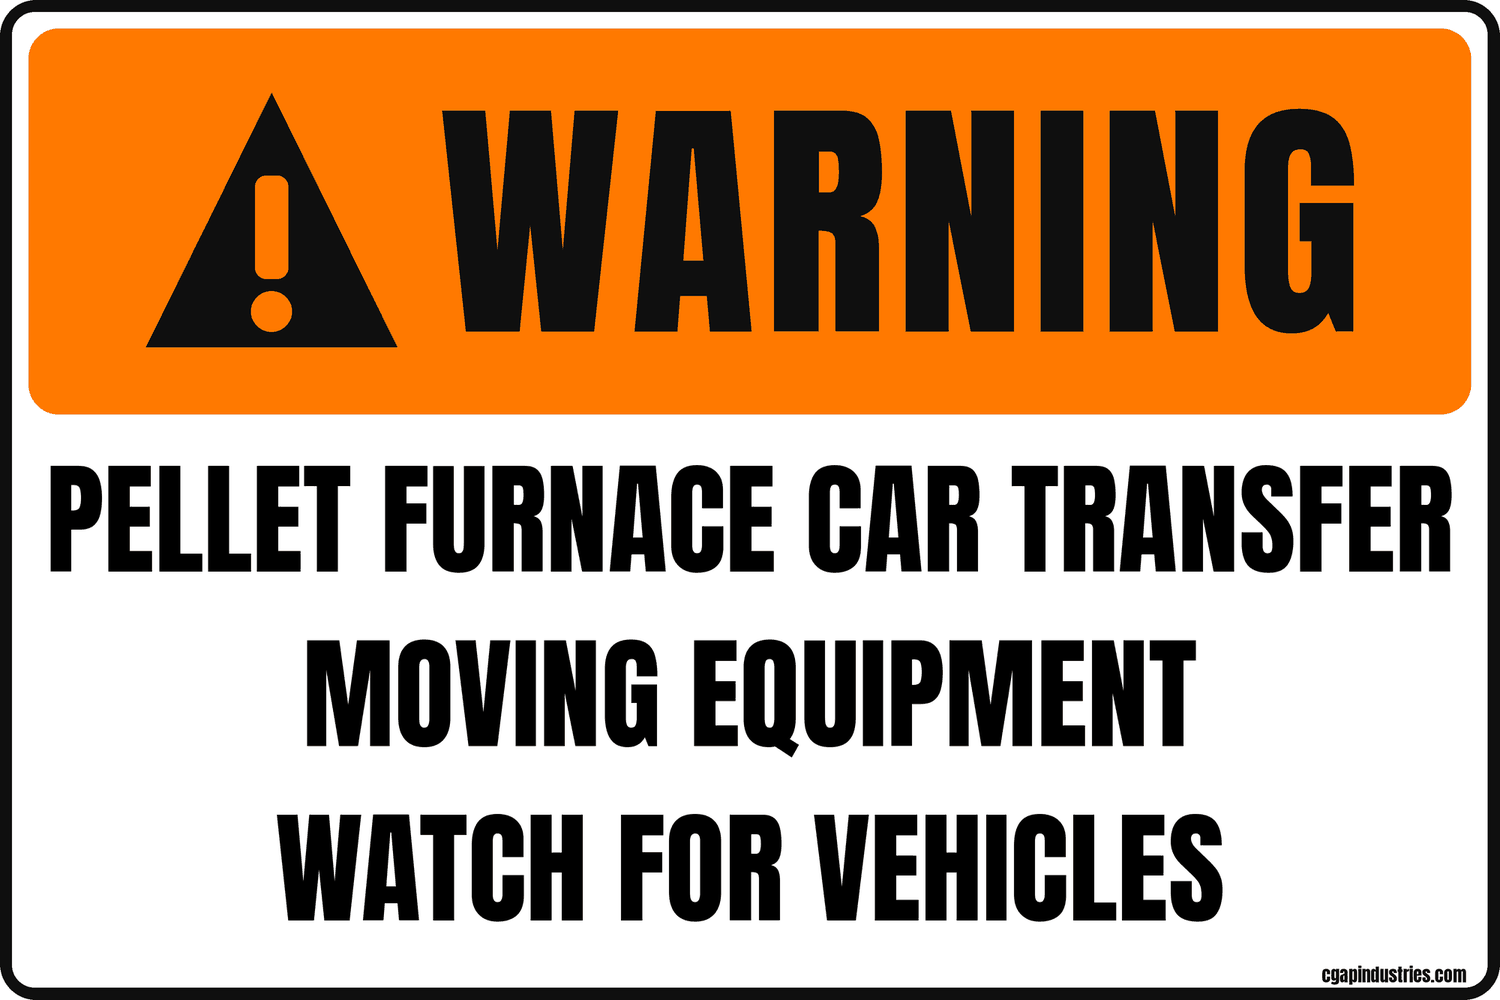 WARNING
PELLET FURNACE CAR TRANSFER
MOVING EQUIPMENT
WATCH FOR VEHICLES
cgapindustries.com